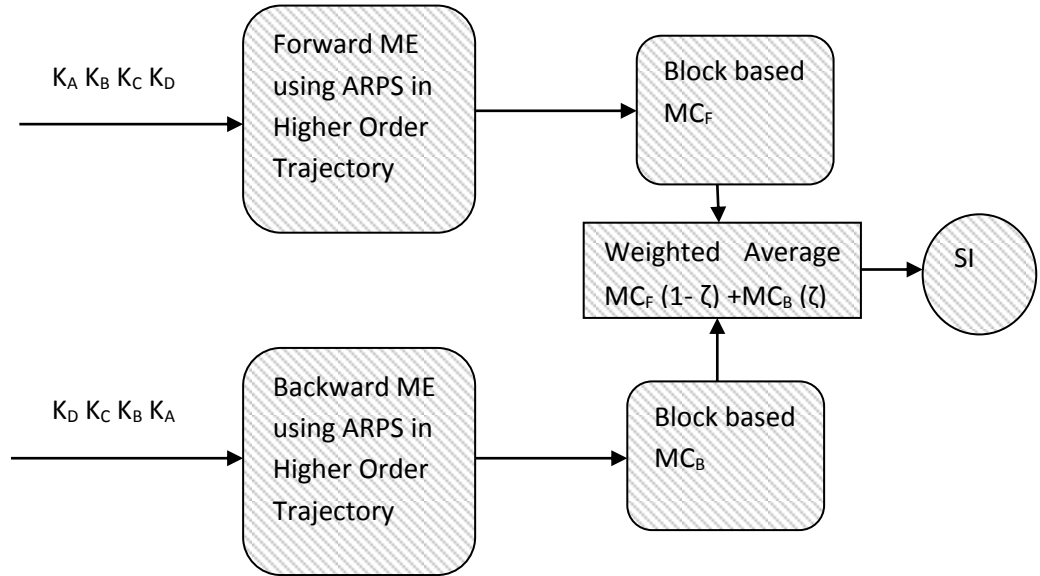 K_A K_B K_C K_D
Forward ME
using ARPS in
Higher Order
Trajectory
Block based
MC_F
Weighted Average
MC_F (1- ζ) +MC_B (ζ)
SI
K_D K_C K_B K_A
Backward ME
using ARPS in
Higher Order
Trajectory
Block based
MC_B